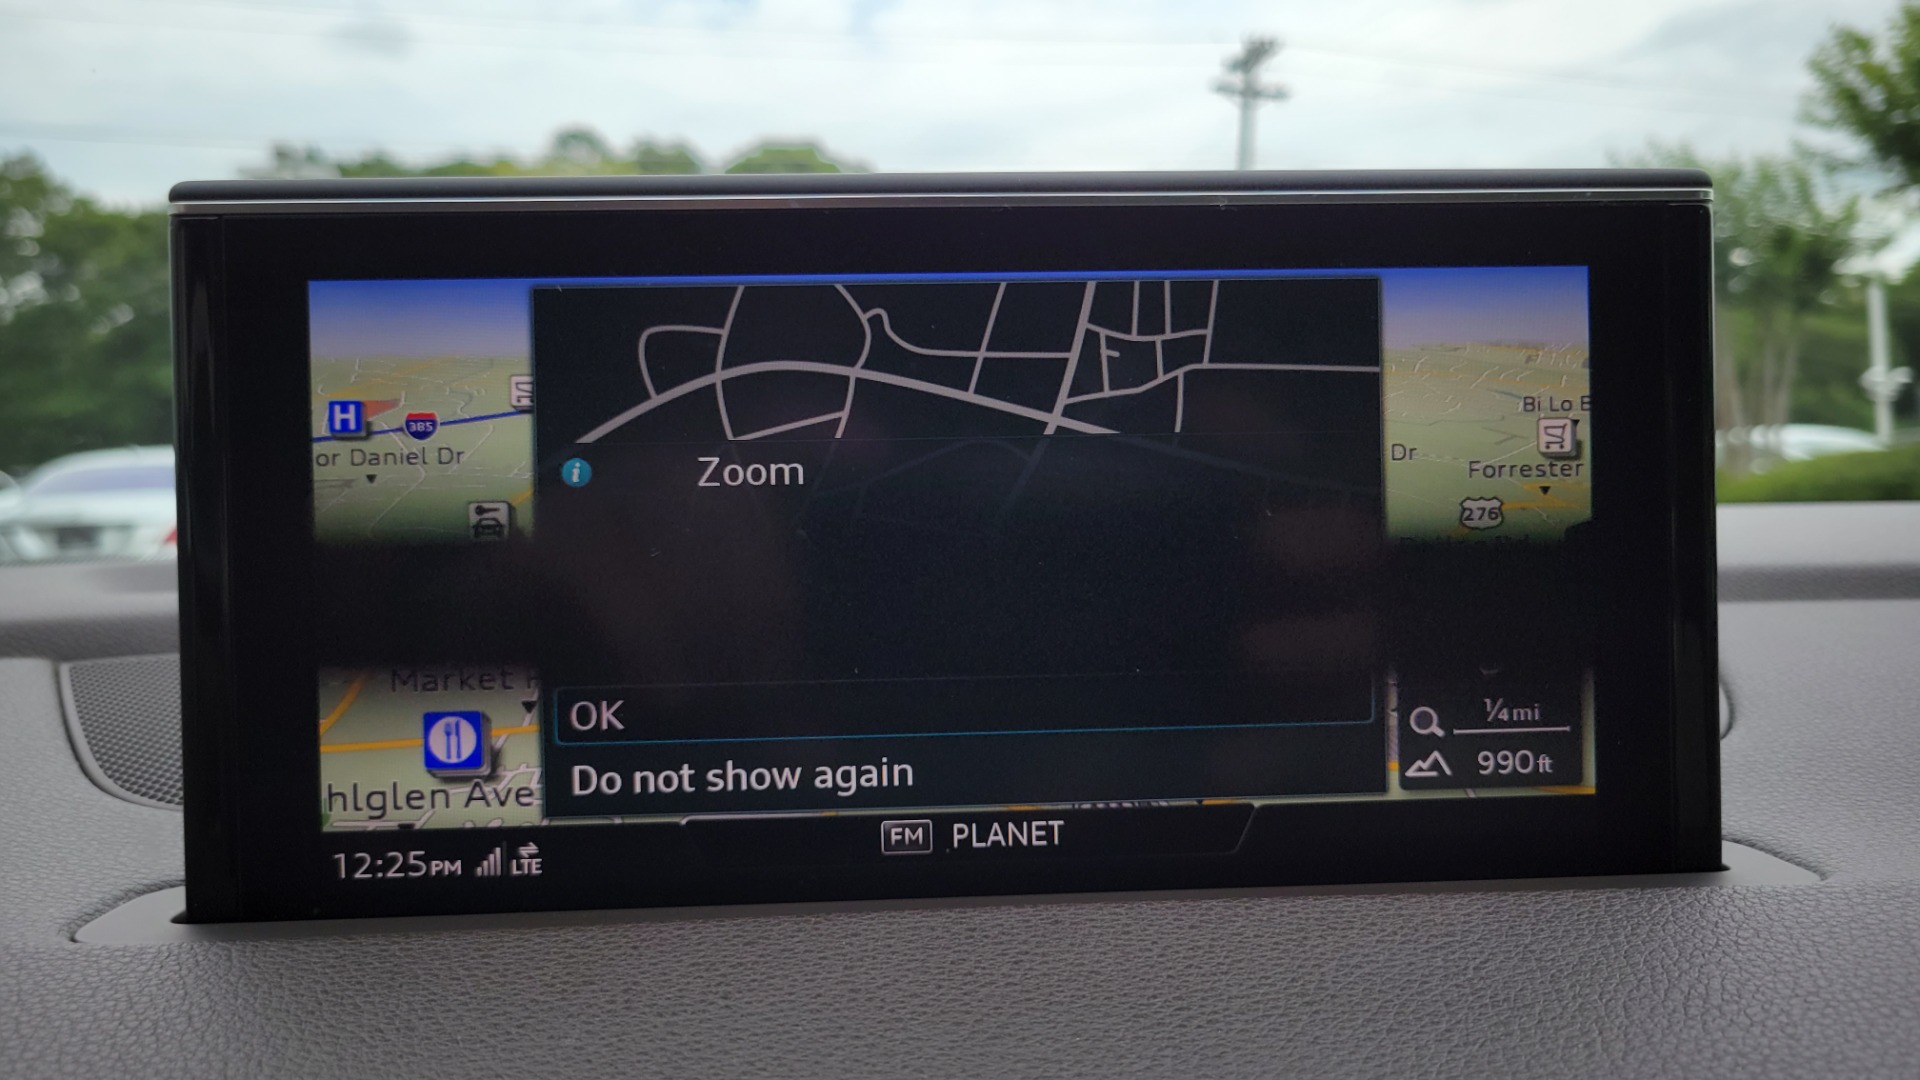 385
or Daniel Dr
Zoom
Bi Lo
Dr
Forrester
276
Market
hlglen Ave
OK
Do not show again
¼mi
990ft
FM PLANET
12:25PM LTE
H